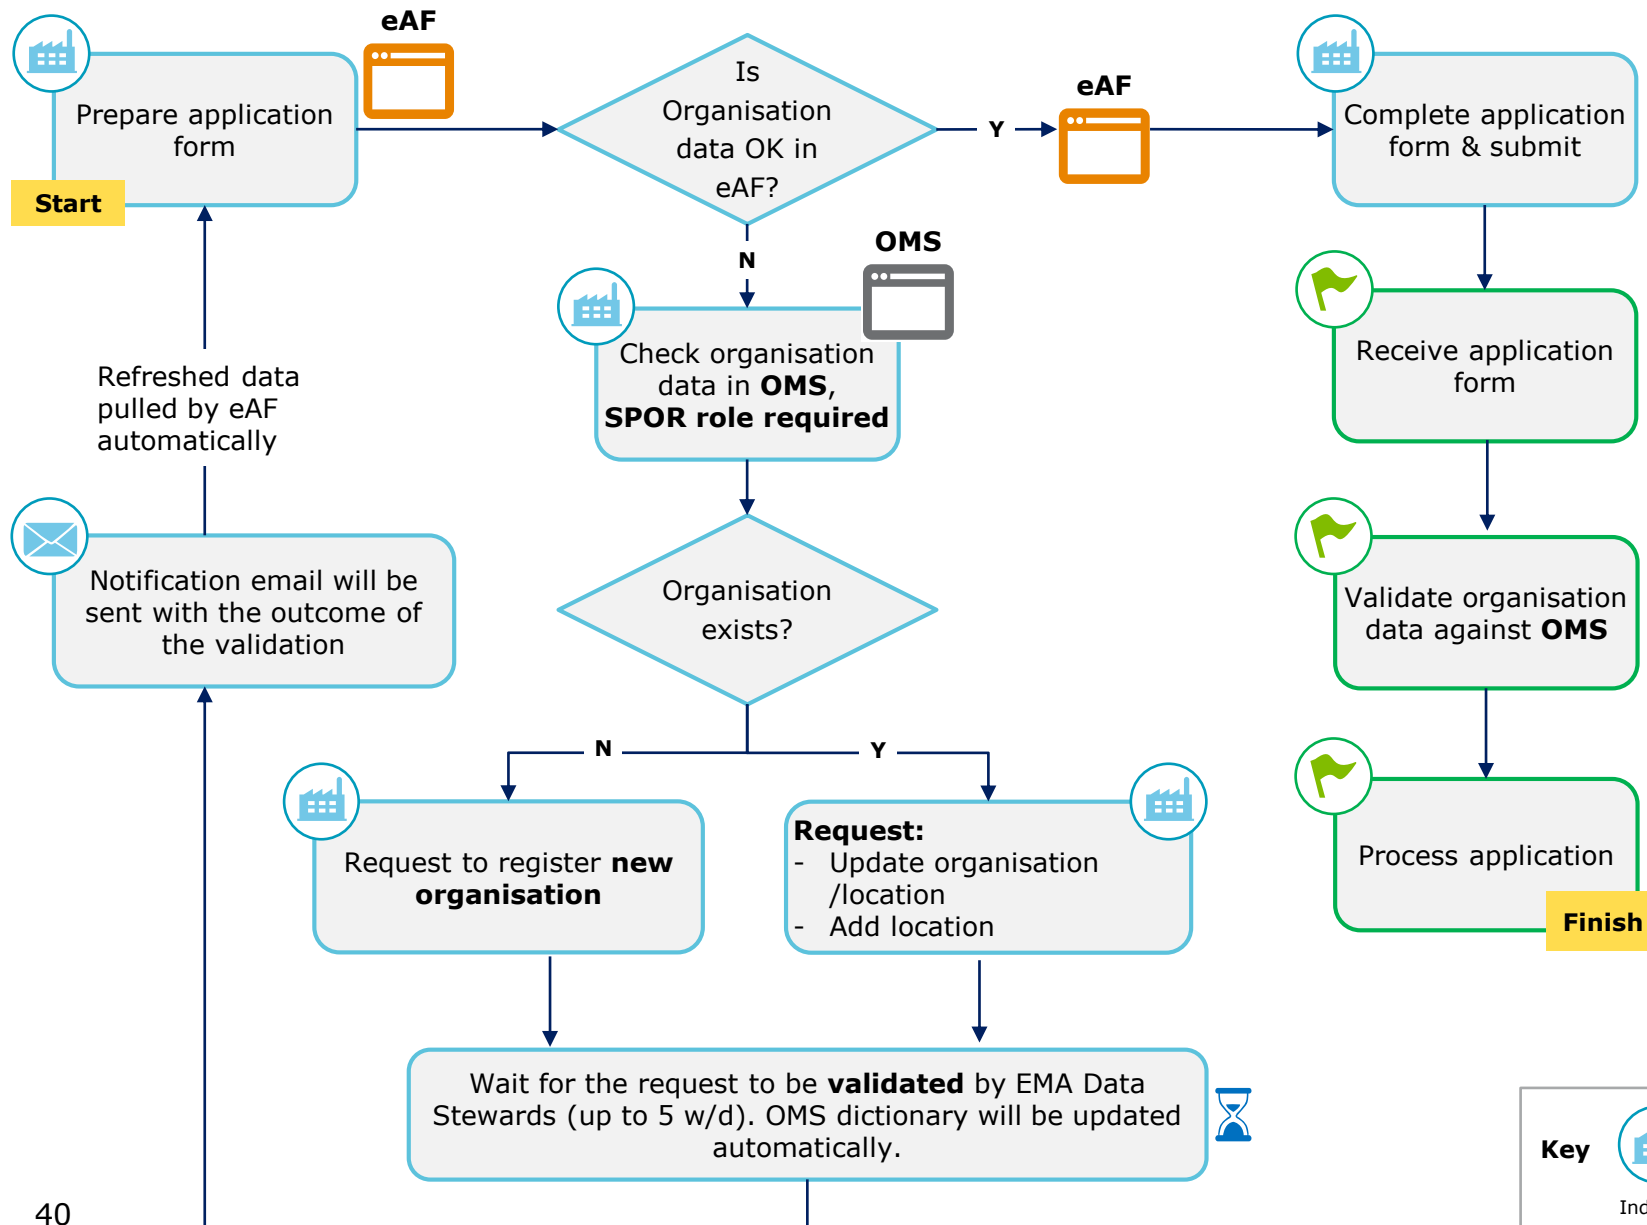 eAF
Prepare application
form
Start
Is
Organisation
data OK in
eAF?
Y
eAF
Complete application
form & submit
N
OMS
Check organisation
data in OMS,
SPOR role required
Receive application
form
Refreshed data
pulled by eAF
automatically
Notification email will be
sent with the outcome of
the validation
Organisation
exists?
Validate organisation
data against OMS
N
Y
Request to register new
organisation
Request:
- Update organisation
/location
- Add location
Process application
Finish
Wait for the request to be validated by EMA Data
Stewards (up to 5 w/d). OMS dictionary will be updated
automatically.
Key
40